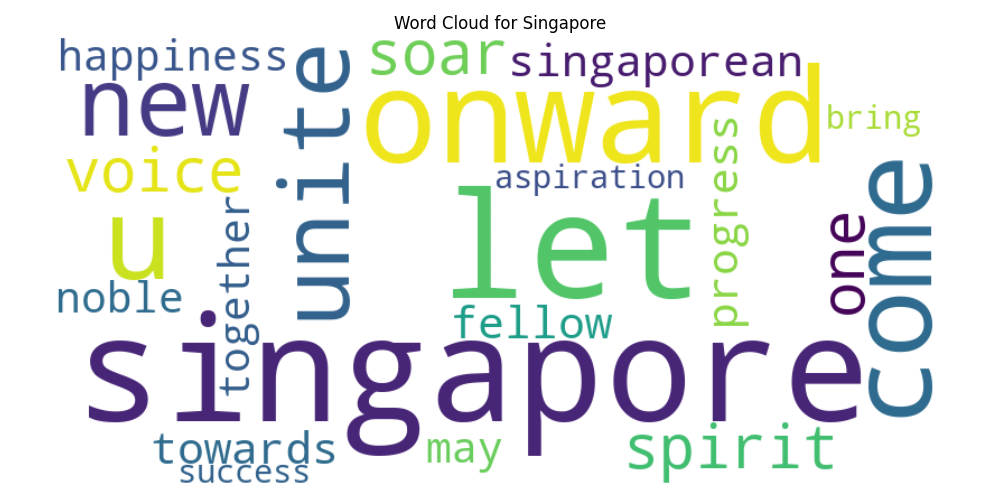 Word Cloud for Singapore
happiness
soar
singaporean
new
unite
onward
bring
voice
aspiration
progress
come
u
together
let
one
noble
fellow
singapore
towards
may
spirit
success